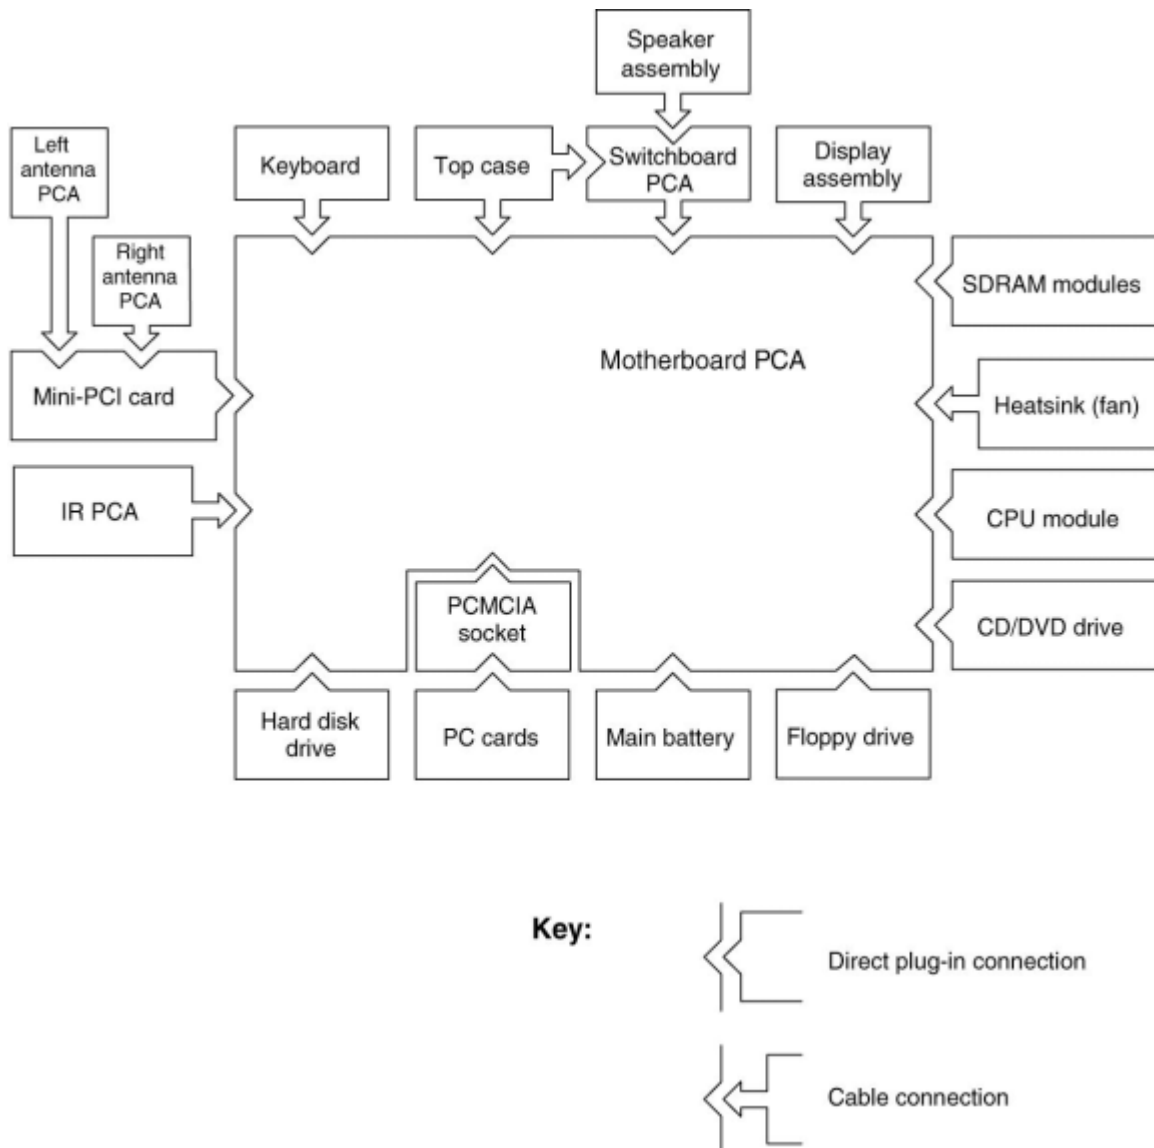 Speaker
assembly
Left
antenna
PCA
Keyboard
Top case
Switchboard
PCA
Display
assembly
Right
antenna
PCA
SDRAM modules
Motherboard PCA
Mini-PCI card
Heatsink (fan)
IR PCA
CPU module
PCMCIA
socket
CD/DVD drive
Hard disk
drive
PC cards
Main battery
Floppy drive
Key:
Direct plug-in connection
Cable connection